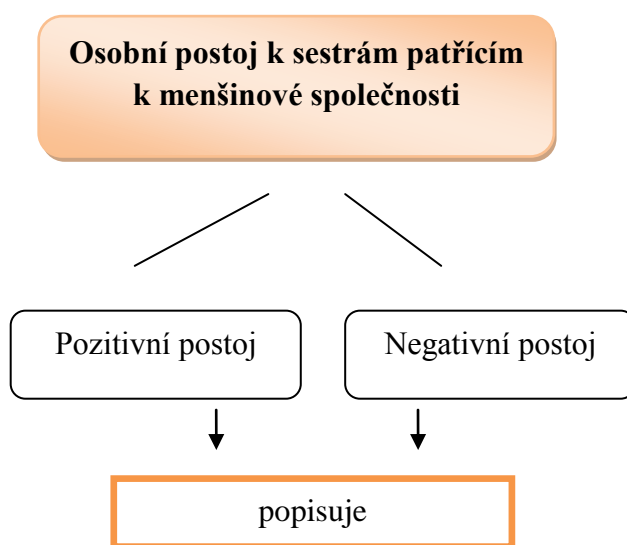 Osobní postoj k sestrám patřícím
k menšinové společnosti
Pozitivní postoj
Negativní postoj
popisuje